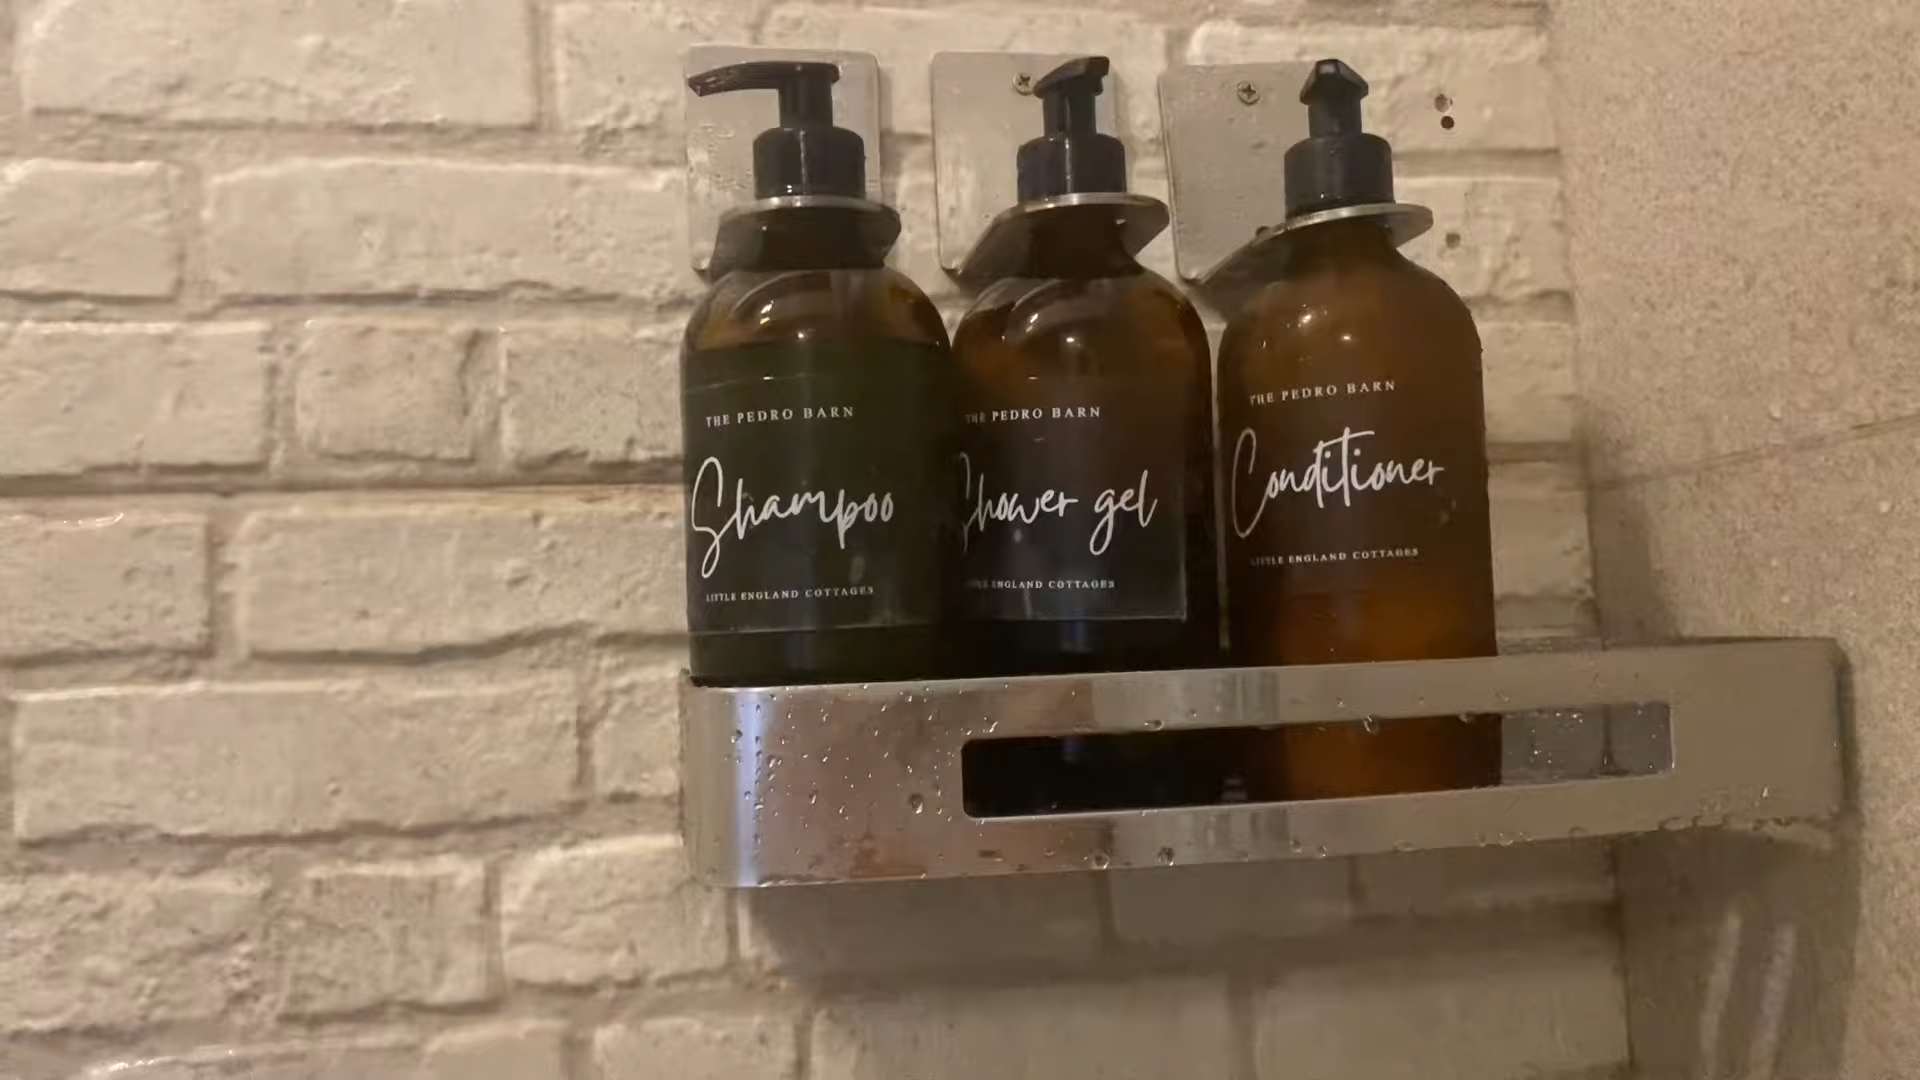 THE PEDRO BARN
Shampoo
LITTLE ENGLAND COTTAGES
THE PEDRO BARN
Shower gel
LITTLE ENGLAND COTTAGES
THE PEDRO BARN
Conditioner
LITTLE ENGLAND COTTAGES